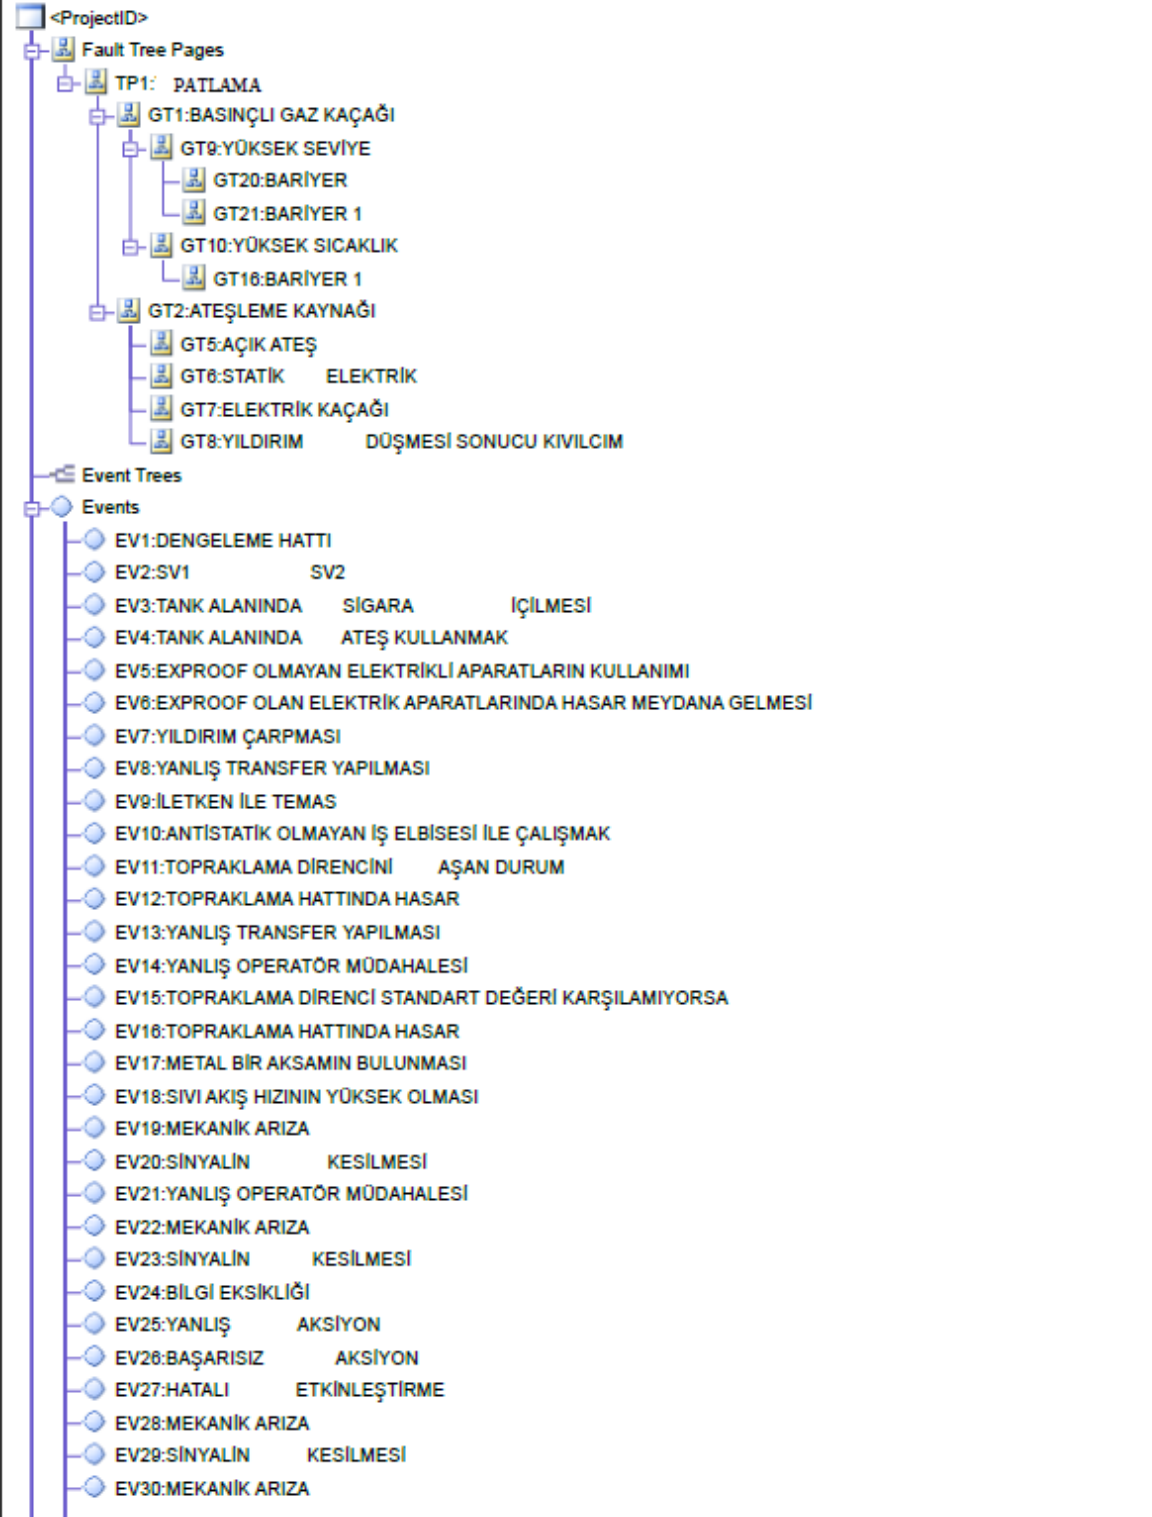 <ProjectID>
Fault Tree Pages
TP1: PATLAMA
GT1:BASINÇLI GAZ KAÇAĞI
GT9:YÜKSEK SEVİYE
GT20:BARİYER
GT21:BARİYER 1
GT10:YÜKSEK SICAKLIK
GT16:BARİYER 1
GT2:ATEŞLEME KAYNAĞI
GT5:AÇIK ATEŞ
GT6:STATİK ELEKTRİK
GT7:ELEKTRİK KAÇAĞI
GT8:YILDIRIM DÜŞMESİ SONUCU KIVILCIM
Event Trees
Events
EV1:DENGELEME HATTI
EV2:SV1 SV2
EV3:TANK ALANINDA SİGARA İÇİLMESİ
EV4:TANK ALANINDA ATEŞ KULLANMAK
EV5:EXPROOF OLMAYAN ELEKTRİKLİ APARATLARIN KULLANIMI
EV6:EXPROOF OLAN ELEKTRİK APARATLARINDA HASAR MEYDANA GELMESİ
EV7:YILDIRIM ÇARPMASI
EV8:YANLIŞ TRANSFER YAPILMASI
EV9:İLETKEN İLE TEMAS
EV10:ANTİSTATİK OLMAYAN İŞ ELBİSESİ İLE ÇALIŞMAK
EV11:TOPRAKLAMA DİRENCİNİ AŞAN DURUM
EV12:TOPRAKLAMA HATTINDA HASAR
EV13:YANLIŞ TRANSFER YAPILMASI
EV14:YANLIŞ OPERATÖR MÜDAHALESİ
EV15:TOPRAKLAMA DİRENCİ STANDART DEĞERİ KARŞILAMIYORSA
EV16:TOPRAKLAMA HATTINDA HASAR
EV17:METAL BİR AKSAMIN BULUNMASI
EV18:SIVI AKIŞ HIZININ YÜKSEK OLMASI
EV19:MEKANİK ARIZA
EV20:SİNYALİN KESİLMESİ
EV21:YANLIŞ OPERATÖR MÜDAHALESİ
EV22:MEKANİK ARIZA
EV23:SİNYALİN KESİLMESİ
EV24:BİLGİ EKSİKLİĞİ
EV25:YANLIŞ AKSİYON
EV26:BAŞARISIZ AKSİYON
EV27:HATALI ETKİNLEŞTİRME
EV28:MEKANİK ARIZA
EV29:SİNYALİN KESİLMESİ
EV30:MEKANİK ARIZA